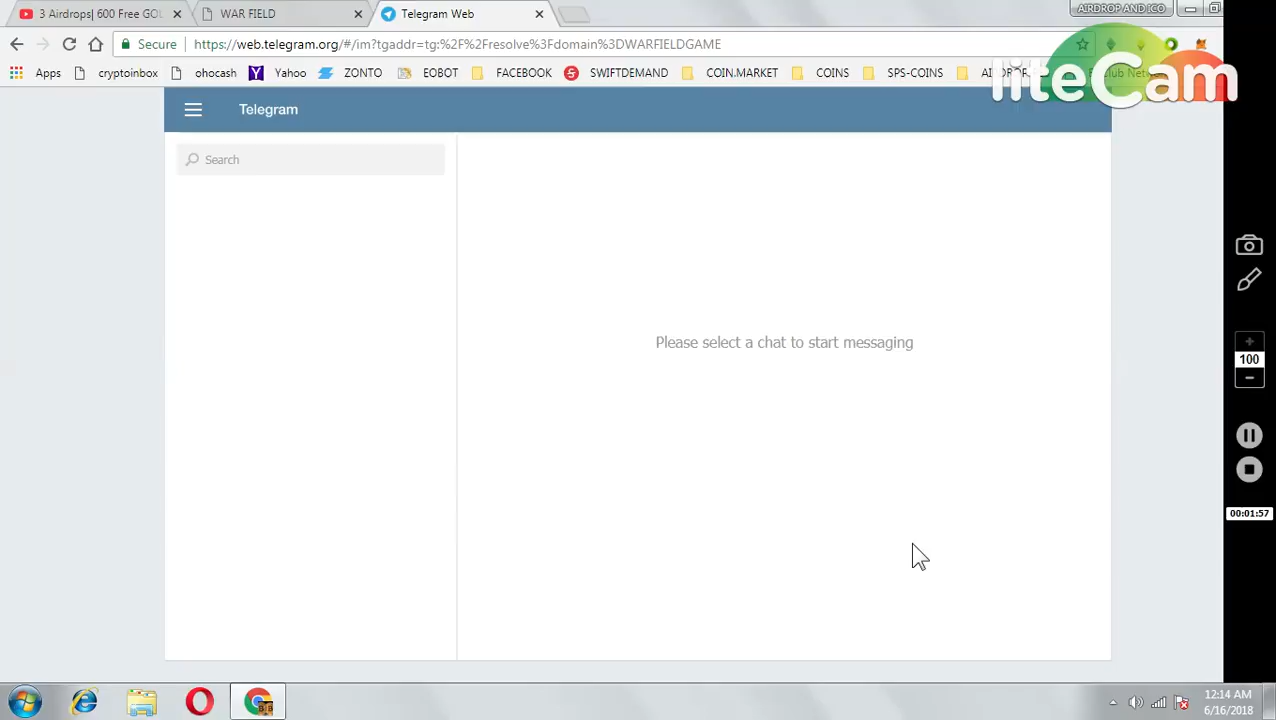 3 Airdrops| 600 Free GOL
WAR FIELD
Telegram Web
AIRDROP AND ICO
Secure
https://web.telegram.org/#/im?tgaddr=tg:%2F%2Fresolve%3Fdomain%3DWARFIELDGAME
Apps
cryptoinbox
ohocash
Yahoo
ZONTO
EOBOT
FACEBOOK
SWIFTDEMAND
COIN.MARKET
COINS
SPS-COINS
liteCam
Telegram
Search
Please select a chat to start messaging
100
00:01:57
12:14 AM
6/16/2018